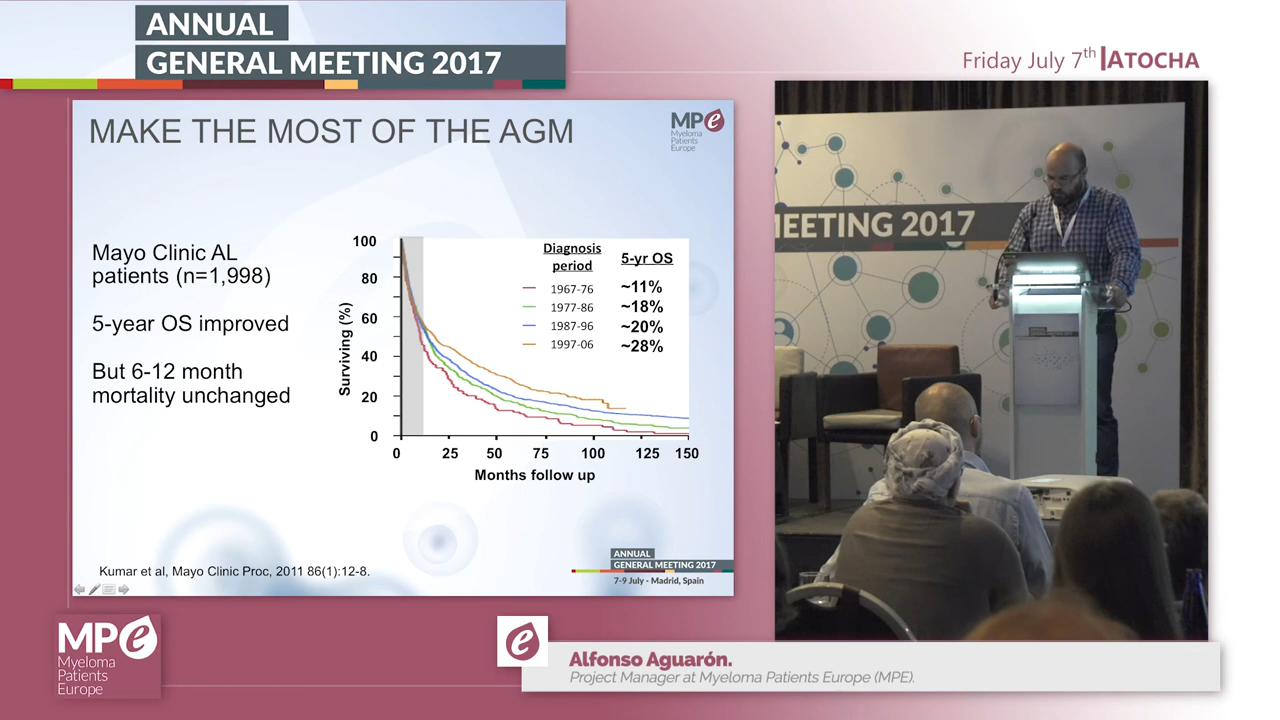 ANNUAL
GENERAL MEETING 2017
Friday July 7th | ATOCHA
MAKE THE MOST OF THE AGM
MPe
Myeloma
Patients
Europe
Mayo Clinic AL
patients (n=1,998)
5-year OS improved
But 6-12 month
mortality unchanged
Diagnosis
period
5-yr OS
1967-76 ~11%
1977-86 ~18%
1987-96 ~20%
1997-06 ~28%
Surviving (%)
100
80
60
40
20
0
0 25 50 75 100 125 150
Months follow up
Kumar et al, Mayo Clinic Proc, 2011 86(1):12-8.
ANNUAL
GENERAL MEETING 2017
7-9 July - Madrid, Spain
MEETING 2017
MPe
Myeloma
Patients
Europe
e
Alfonso Aguarón.
Project Manager at Myeloma Patients Europe (MPE).